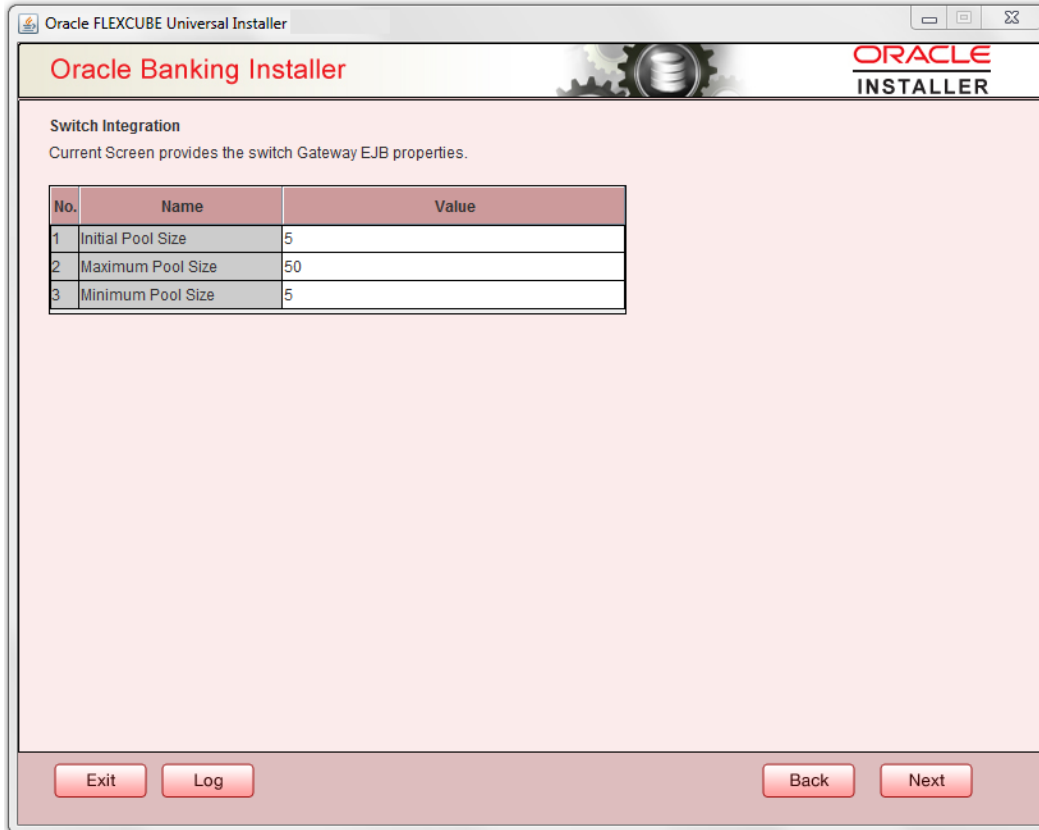 Oracle FLEXCUBE Universal Installer
Oracle Banking Installer
ORACLE
INSTALLER
Switch Integration
Current Screen provides the switch Gateway EJB properties.
No. Name Value
1 Initial Pool Size 5
2 Maximum Pool Size 50
3 Minimum Pool Size 5
Exit Log Back Next